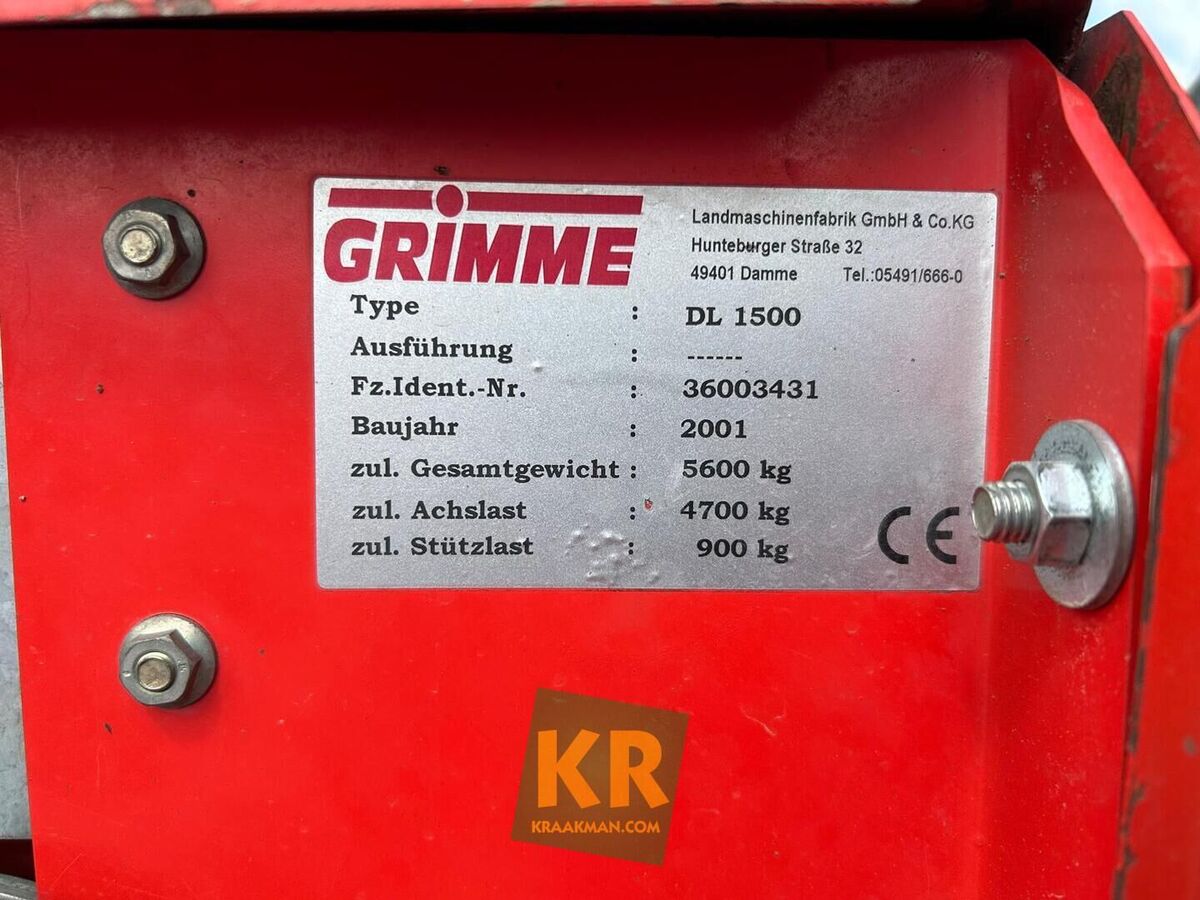 GRIMME
Landmaschinenfabrik GmbH & Co.KG
Hunteburger Straße 32
49401 Damme Tel.:05491/666-0
Type : DL 1500
Ausführung : ------
Fz.Ident.-Nr. : 36003431
Baujahr : 2001
zul. Gesamtgewicht : 5600 kg
zul. Achslast : 4700 kg
zul. Stützlast : 900 kg
CE
KR
KRAAKMAN.COM